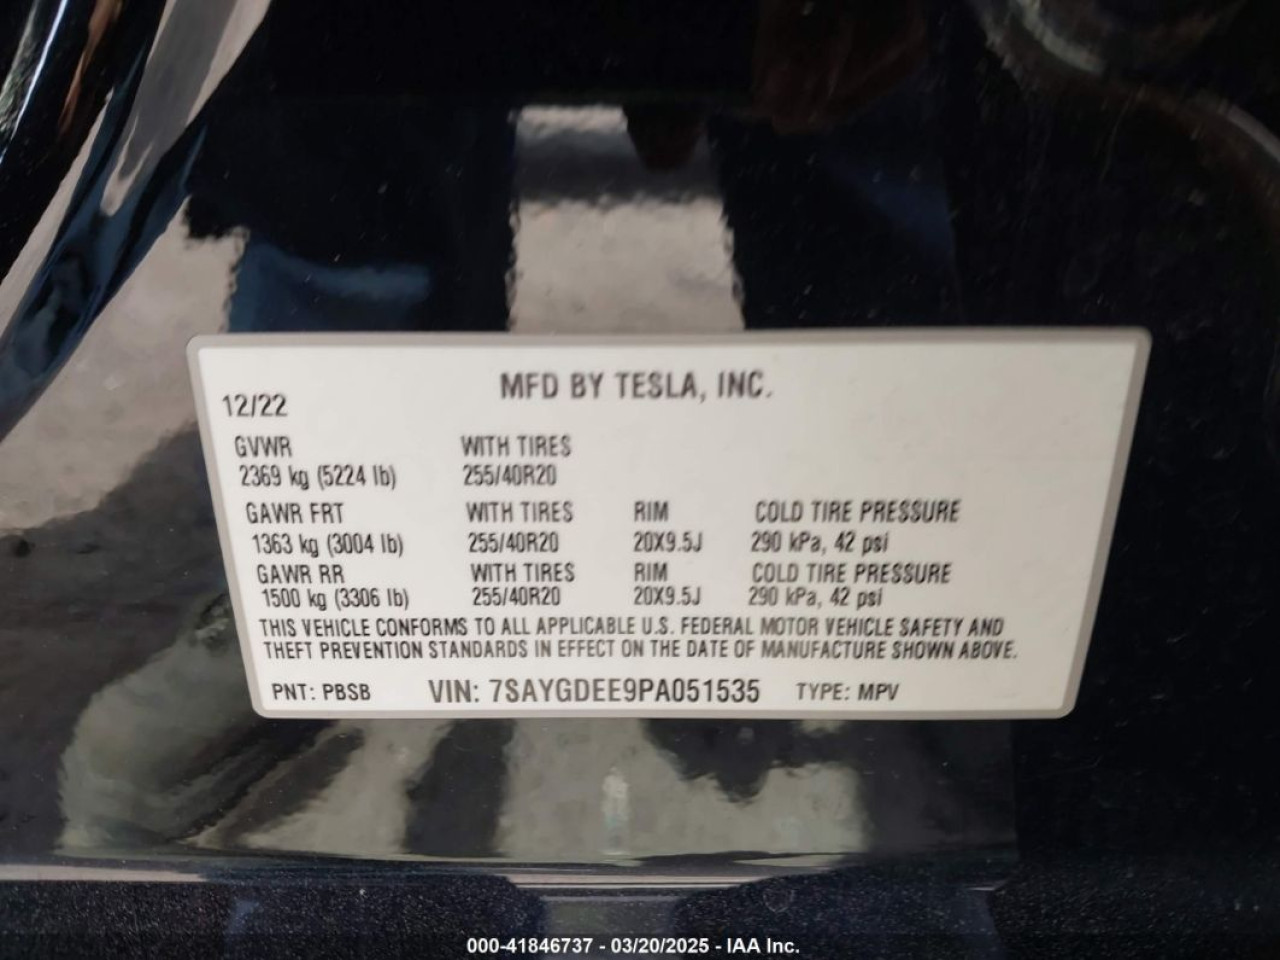 MFD BY TESLA, INC.
12/22
GVWR WITH TIRES
2369 kg (5224 lb) 255/40R20
GAWR FRT WITH TIRES RIM COLD TIRE PRESSURE
1363 kg (3004 lb) 255/40R20 20X9.5J 290 kPa, 42 psi
GAWR RR WITH TIRES RIM COLD TIRE PRESSURE
1500 kg (3306 lb) 255/40R20 20X9.5J 290 kPa, 42 psi
THIS VEHICLE CONFORMS TO ALL APPLICABLE U.S. FEDERAL MOTOR VEHICLE SAFETY AND
THEFT PREVENTION STANDARDS IN EFFECT ON THE DATE OF MANUFACTURE SHOWN ABOVE.
PNT: PBSB VIN: 7SAYGDEE9PA051535 TYPE: MPV
000-41846737 - 03/20/2025 - IAA Inc.